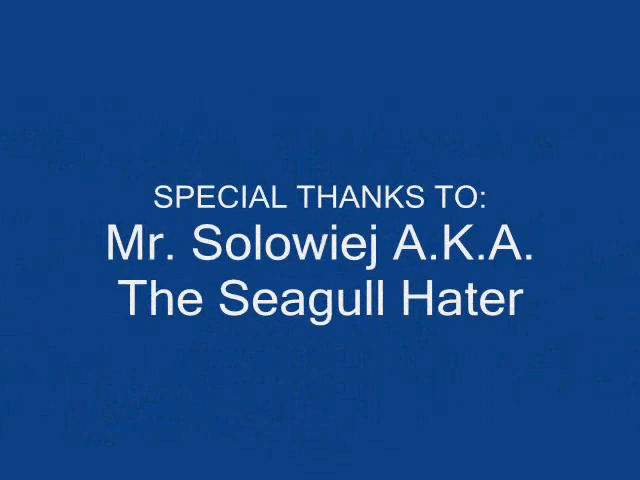 SPECIAL THANKS TO:
Mr. Solowiej A.K.A.
The Seagull Hater